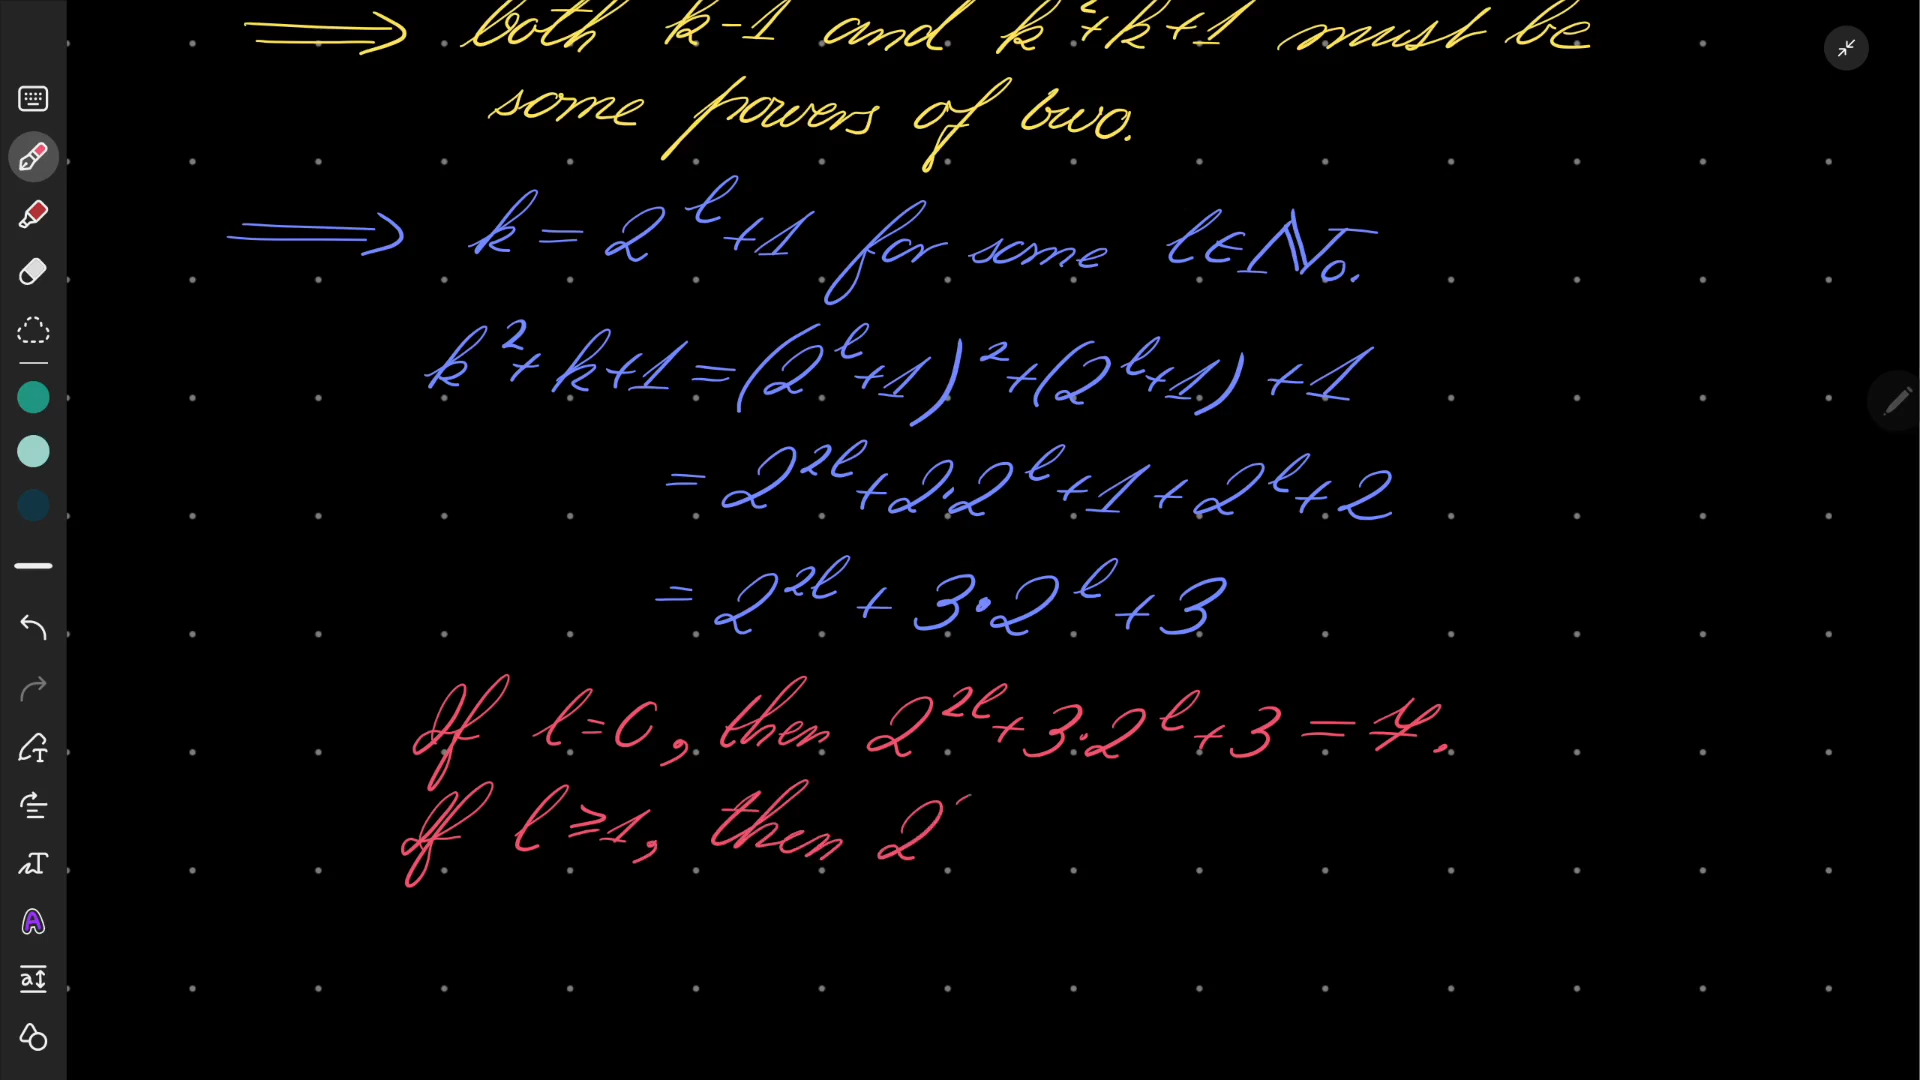 ⟹ both k-1 and k²+k+1 must be
some powers of two.
⟹ k = 2^l+1 for some l∈ℕ₀.
k²+k+1 = (2^l+1)²+(2^l+1)+1
= 2^{2l}+2·2^l+1+2^l+2
= 2^{2l}+3·2^l+3
If l=0, then 2^{2l}+3·2^l+3 = 7.
If l≥1, then 2